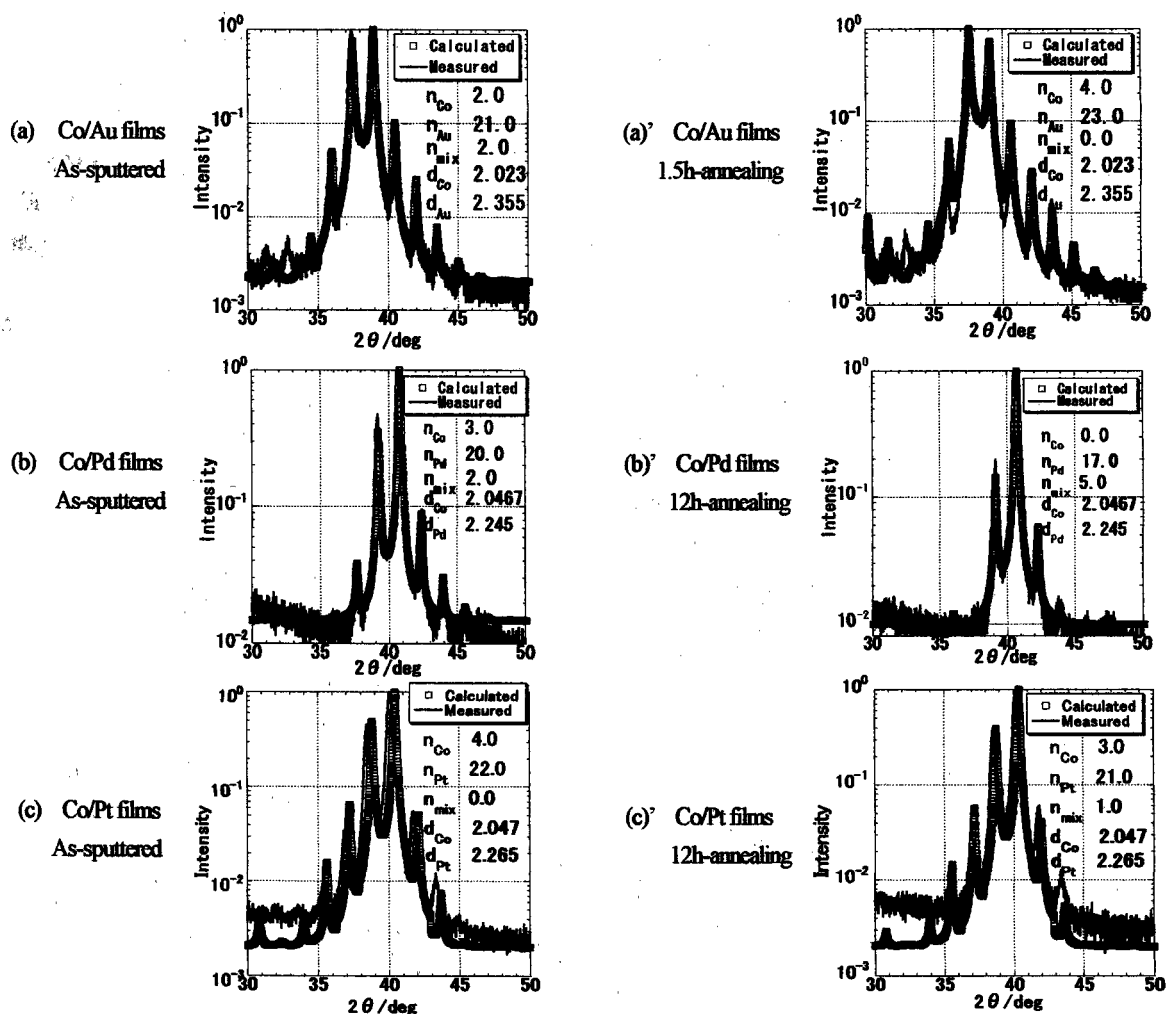 (a) Co/Au films
As-sputtered
Intensity
10⁰
10⁻¹
10⁻²
10⁻³
Calculated
Measured
n_Co 2.0
n_Au 21.0
n_mix 2.0
d_Co 2.023
d_Au 2.355
30 35 40 45 50
2θ/deg
(a)' Co/Au films
1.5h-annealing
Intensity
10⁰
10⁻¹
10⁻²
10⁻³
Calculated
Measured
n_Co 4.0
n_Au 23.0
n_mix 0.0
d_Co 2.023
d_Au 2.355
30 35 40 45 50
2θ/deg
(b) Co/Pd films
As-sputtered
Intensity
10⁰
10⁻¹
10⁻²
Calculated
Measured
n_Co 3.0
n_Pd 20.0
n_mix 2.0
d_Co 2.0467
d_Pd 2.245
30 35 40 45 50
2θ/deg
(b)' Co/Pd films
12h-annealing
Intensity
10⁰
10⁻¹
10⁻²
Calculated
Measured
n_Co 0.0
n_Pd 17.0
n_mix 5.0
d_Co 2.0467
d_Pd 2.245
30 35 40 45 50
2θ/deg
(c) Co/Pt films
As-sputtered
Intensity
10⁰
10⁻¹
10⁻²
10⁻³
Calculated
Measured
n_Co 4.0
n_Pt 22.0
n_mix 0.0
d_Co 2.047
d_Pt 2.265
30 35 40 45 50
2θ/deg
(c)' Co/Pt films
12h-annealing
Intensity
10⁰
10⁻¹
10⁻²
10⁻³
Calculated
Measured
n_Co 3.0
n_Pt 21.0
n_mix 1.0
d_Co 2.047
d_Pt 2.265
30 35 40 45 50
2θ/deg